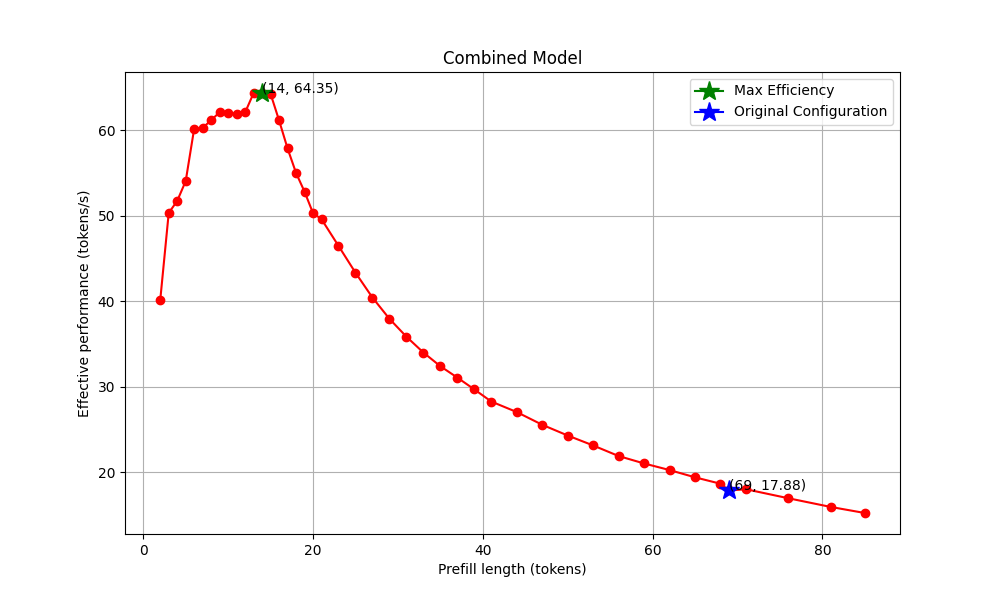 Combined Model
(14, 64.35)
Max Efficiency
Original Configuration
60
50
40
30
20
Effective performance (tokens/s)
(69, 17.88)
0
20
40
60
80
Prefill length (tokens)